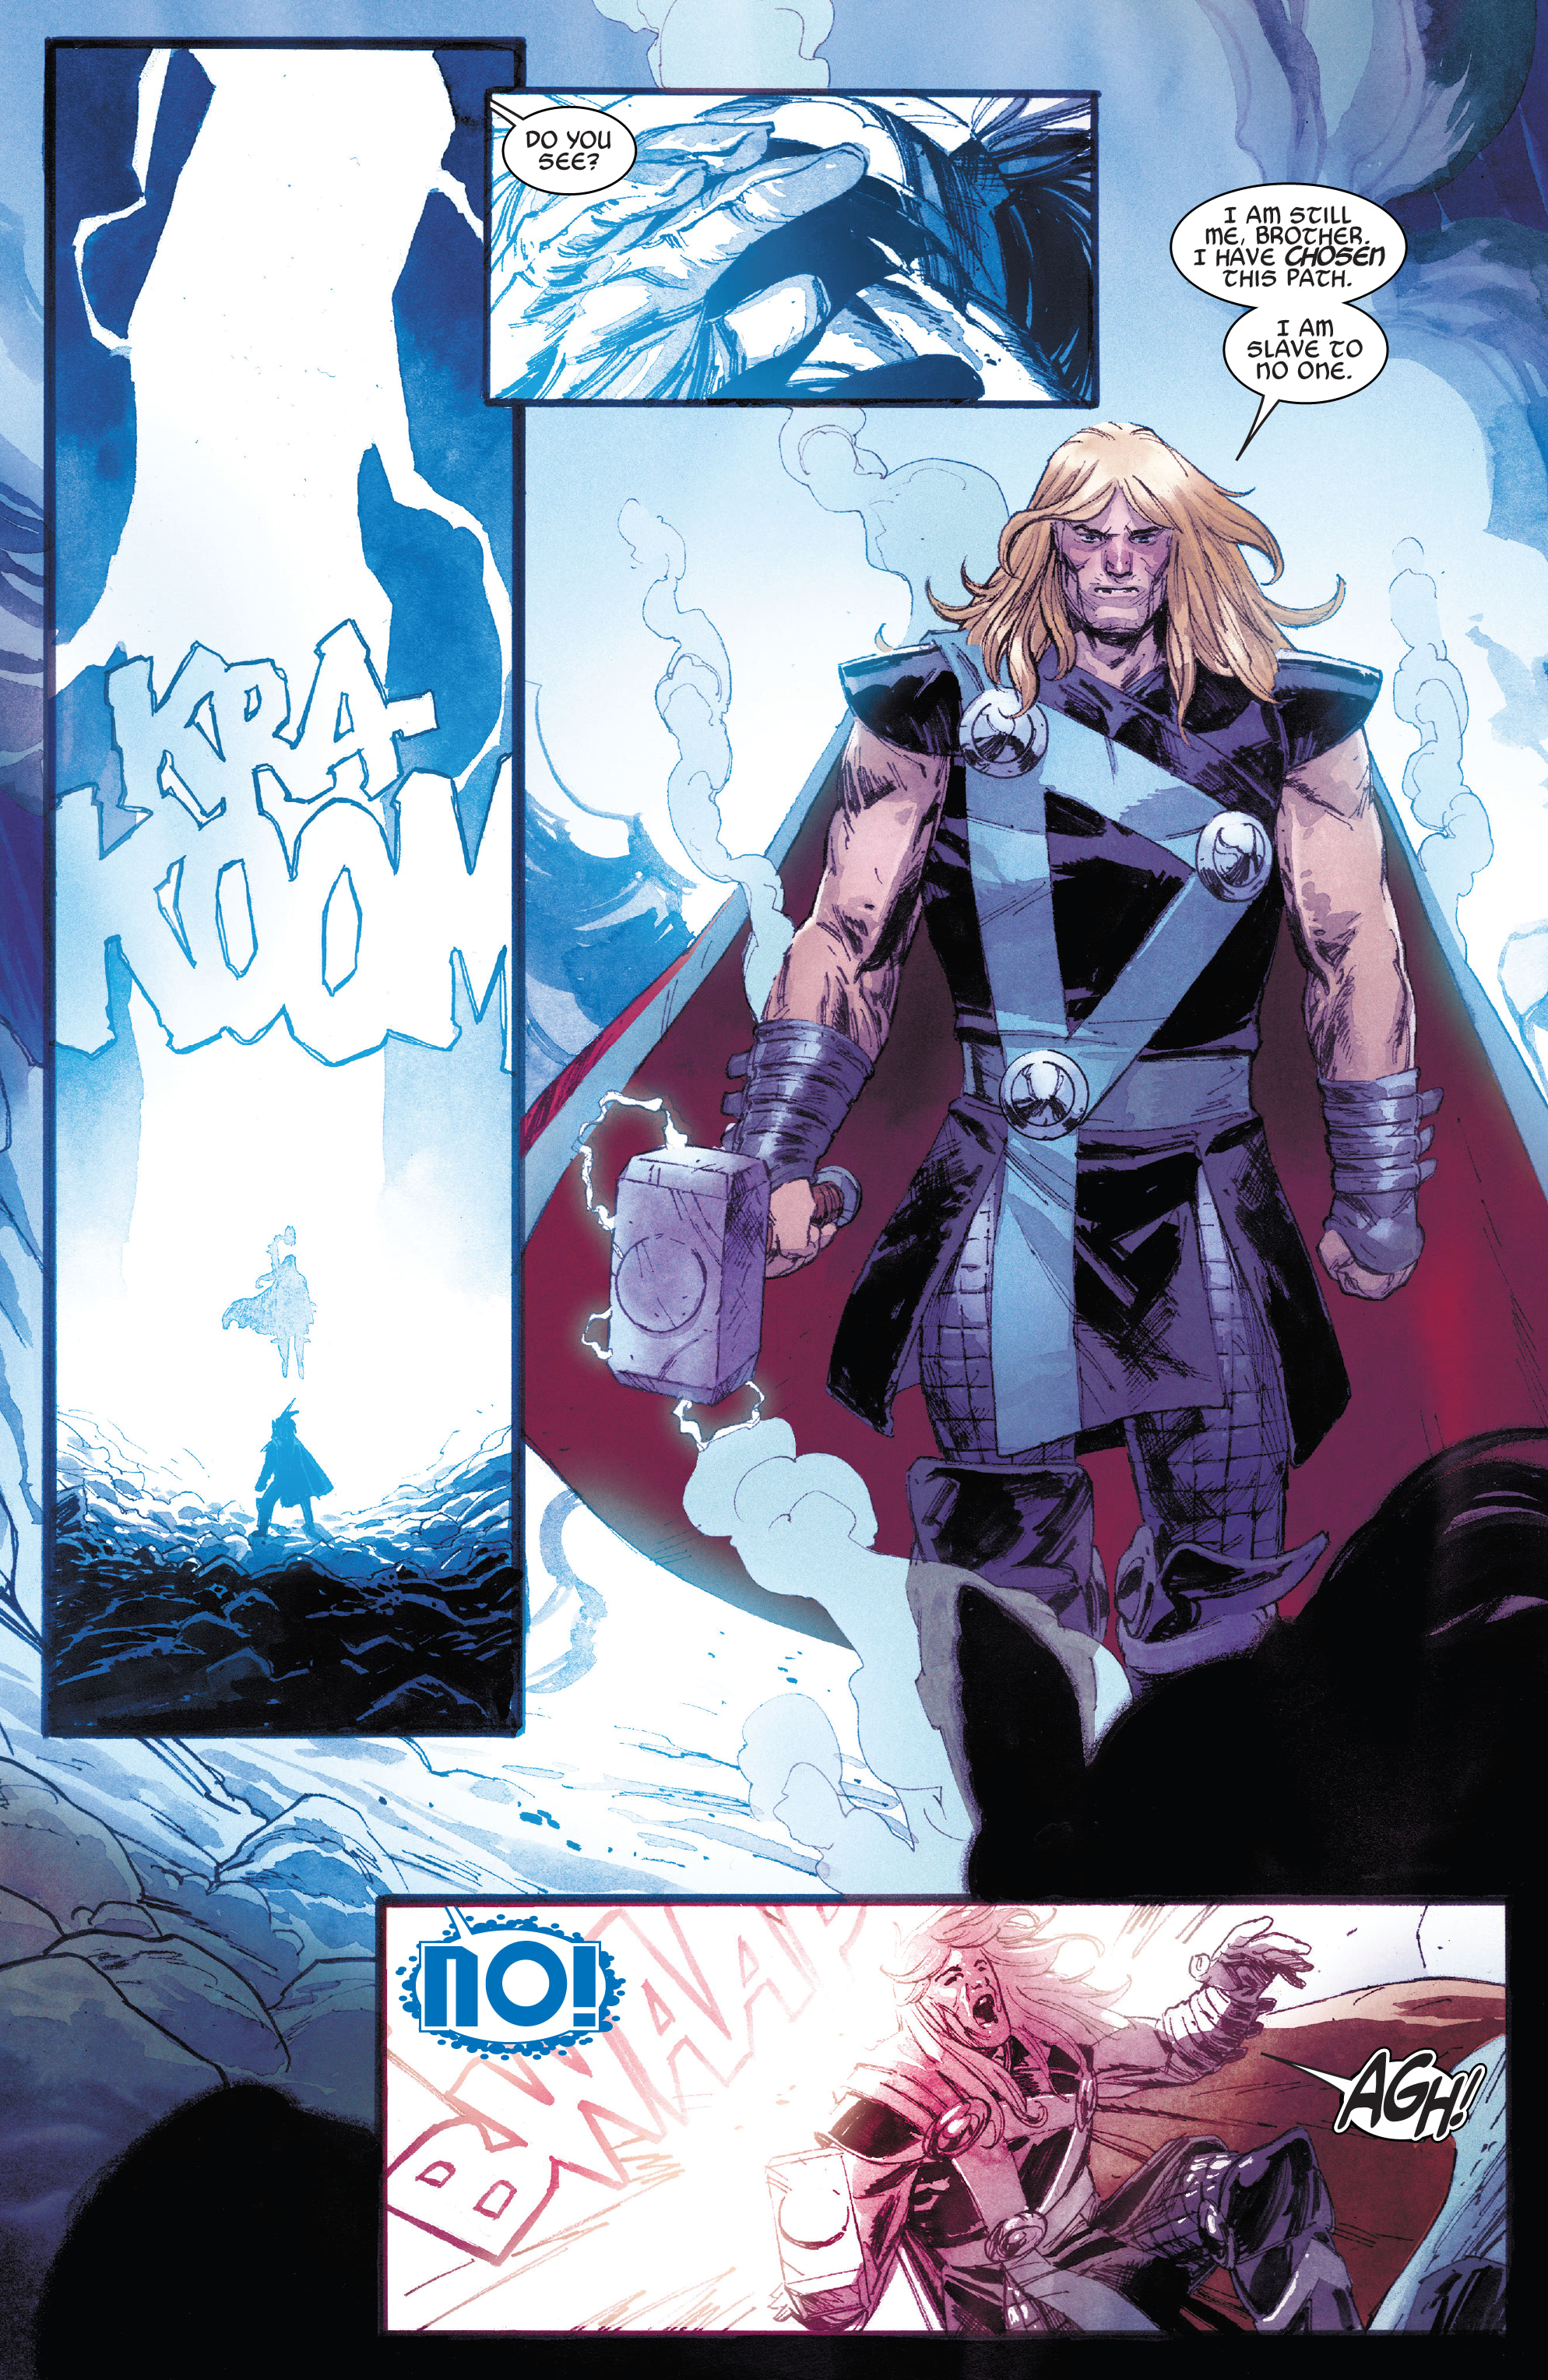 KRA-
KOOM
DO YOU
SEE?
I AM STILL
ME, BROTHER.
I HAVE CHOSEN
THIS PATH.
I AM
SLAVE TO
NO ONE.
NO!
BWAAAP
AGH!